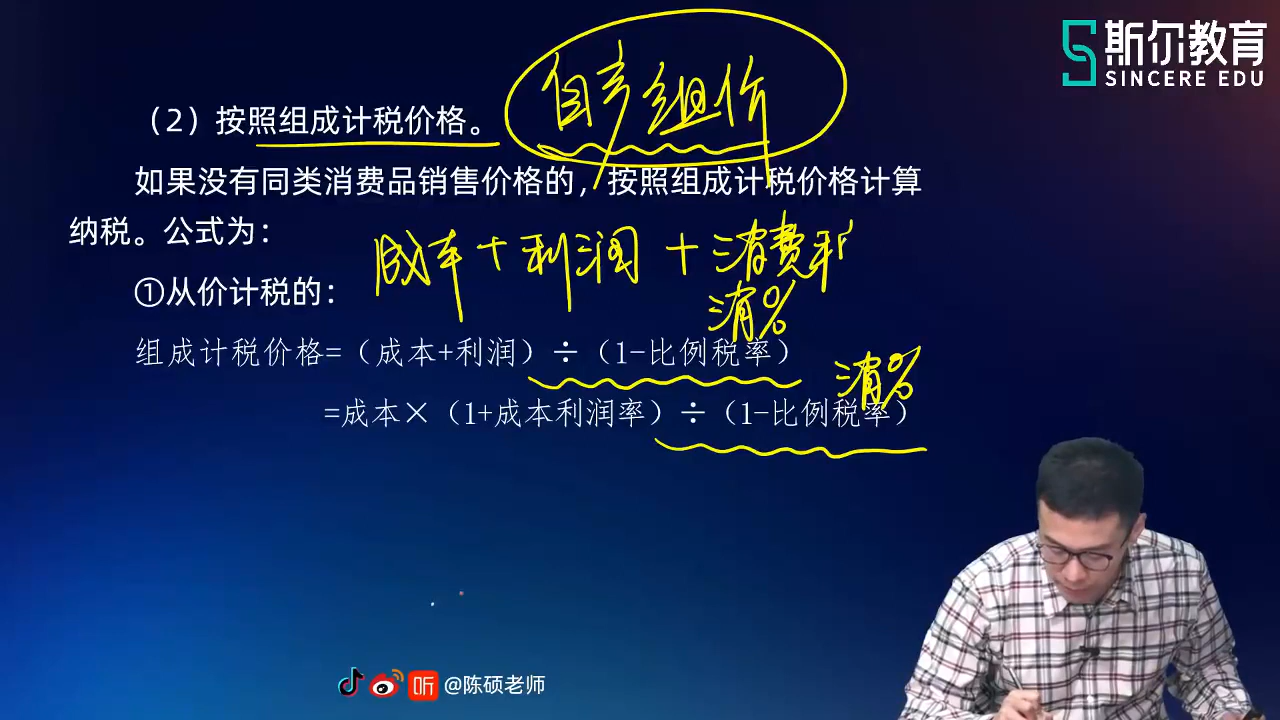 斯尔教育
SINCERE EDU
自产组价
（2）按照组成计税价格。
如果没有同类消费品销售价格的，按照组成计税价格计算
纳税。公式为：
成本+利润+消费税
①从价计税的：
消%
组成计税价格=（成本+利润）÷（1-比例税率）
消%
=成本×（1+成本利润率）÷（1-比例税率）
听 @陈硕老师